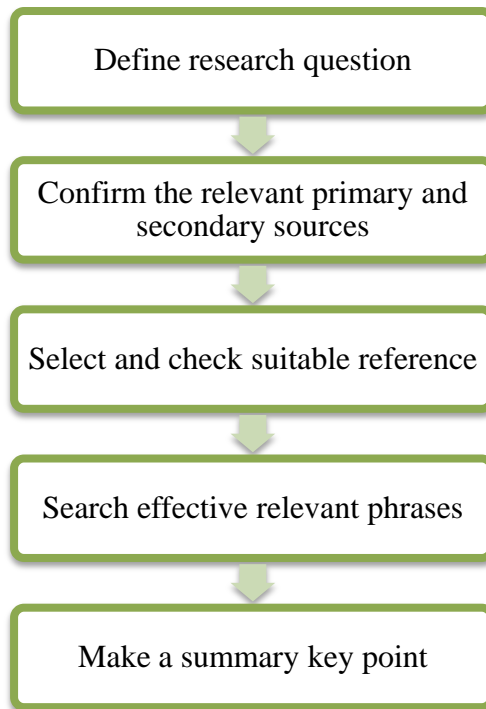 Define research question
Confirm the relevant primary and
secondary sources
Select and check suitable reference
Search effective relevant phrases
Make a summary key point